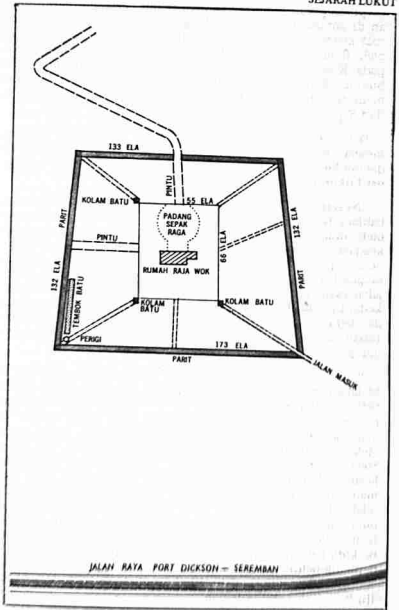 SEJARAH LUKUT
133 ELA
PINTU
KOLAM BATU
55 ELA
PARIT
PADANG
SEPAK
RAGA
132 ELA
PINTU
66 ELA
RUMAH RAJA WOK
132 ELA
PARIT
TEMBOK BATU
KOLAM
BATU
KOLAM BATU
PERIGI
173 ELA
PARIT
JALAN MASUK
JALAN RAYA PORT DICKSON — SEREMBAN